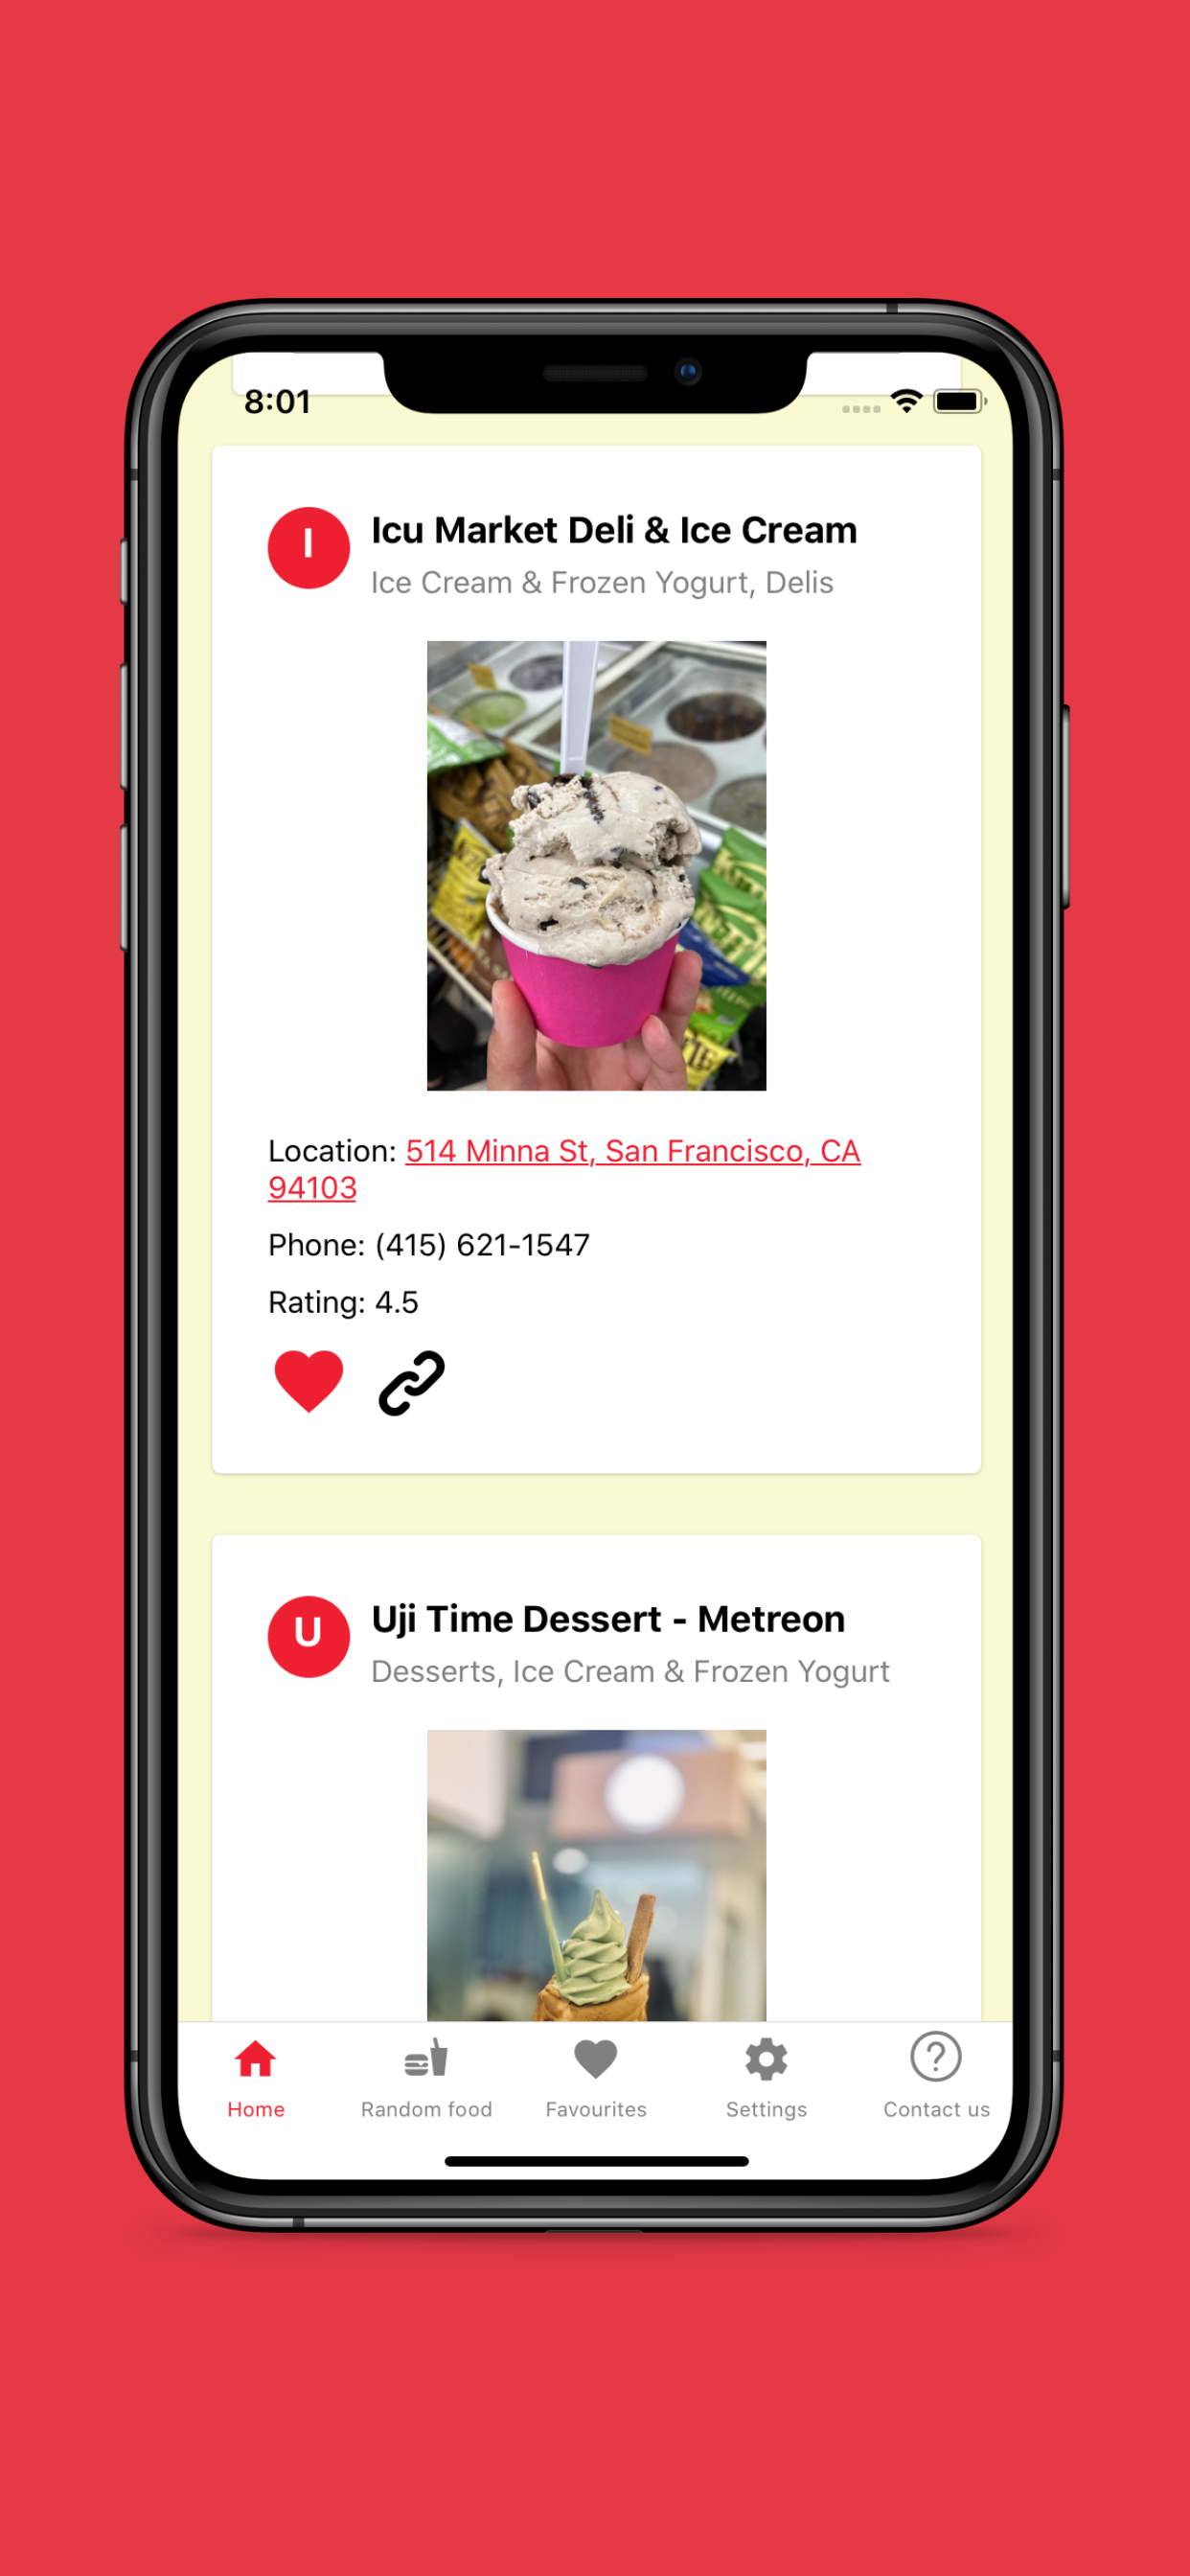 8:01
I
Icu Market Deli & Ice Cream
Ice Cream & Frozen Yogurt, Delis
Location: 514 Minna St, San Francisco, CA
94103
Phone: (415) 621-1547
Rating: 4.5
U
Uji Time Dessert - Metreon
Desserts, Ice Cream & Frozen Yogurt
Home
Random food
Favourites
Settings
Contact us